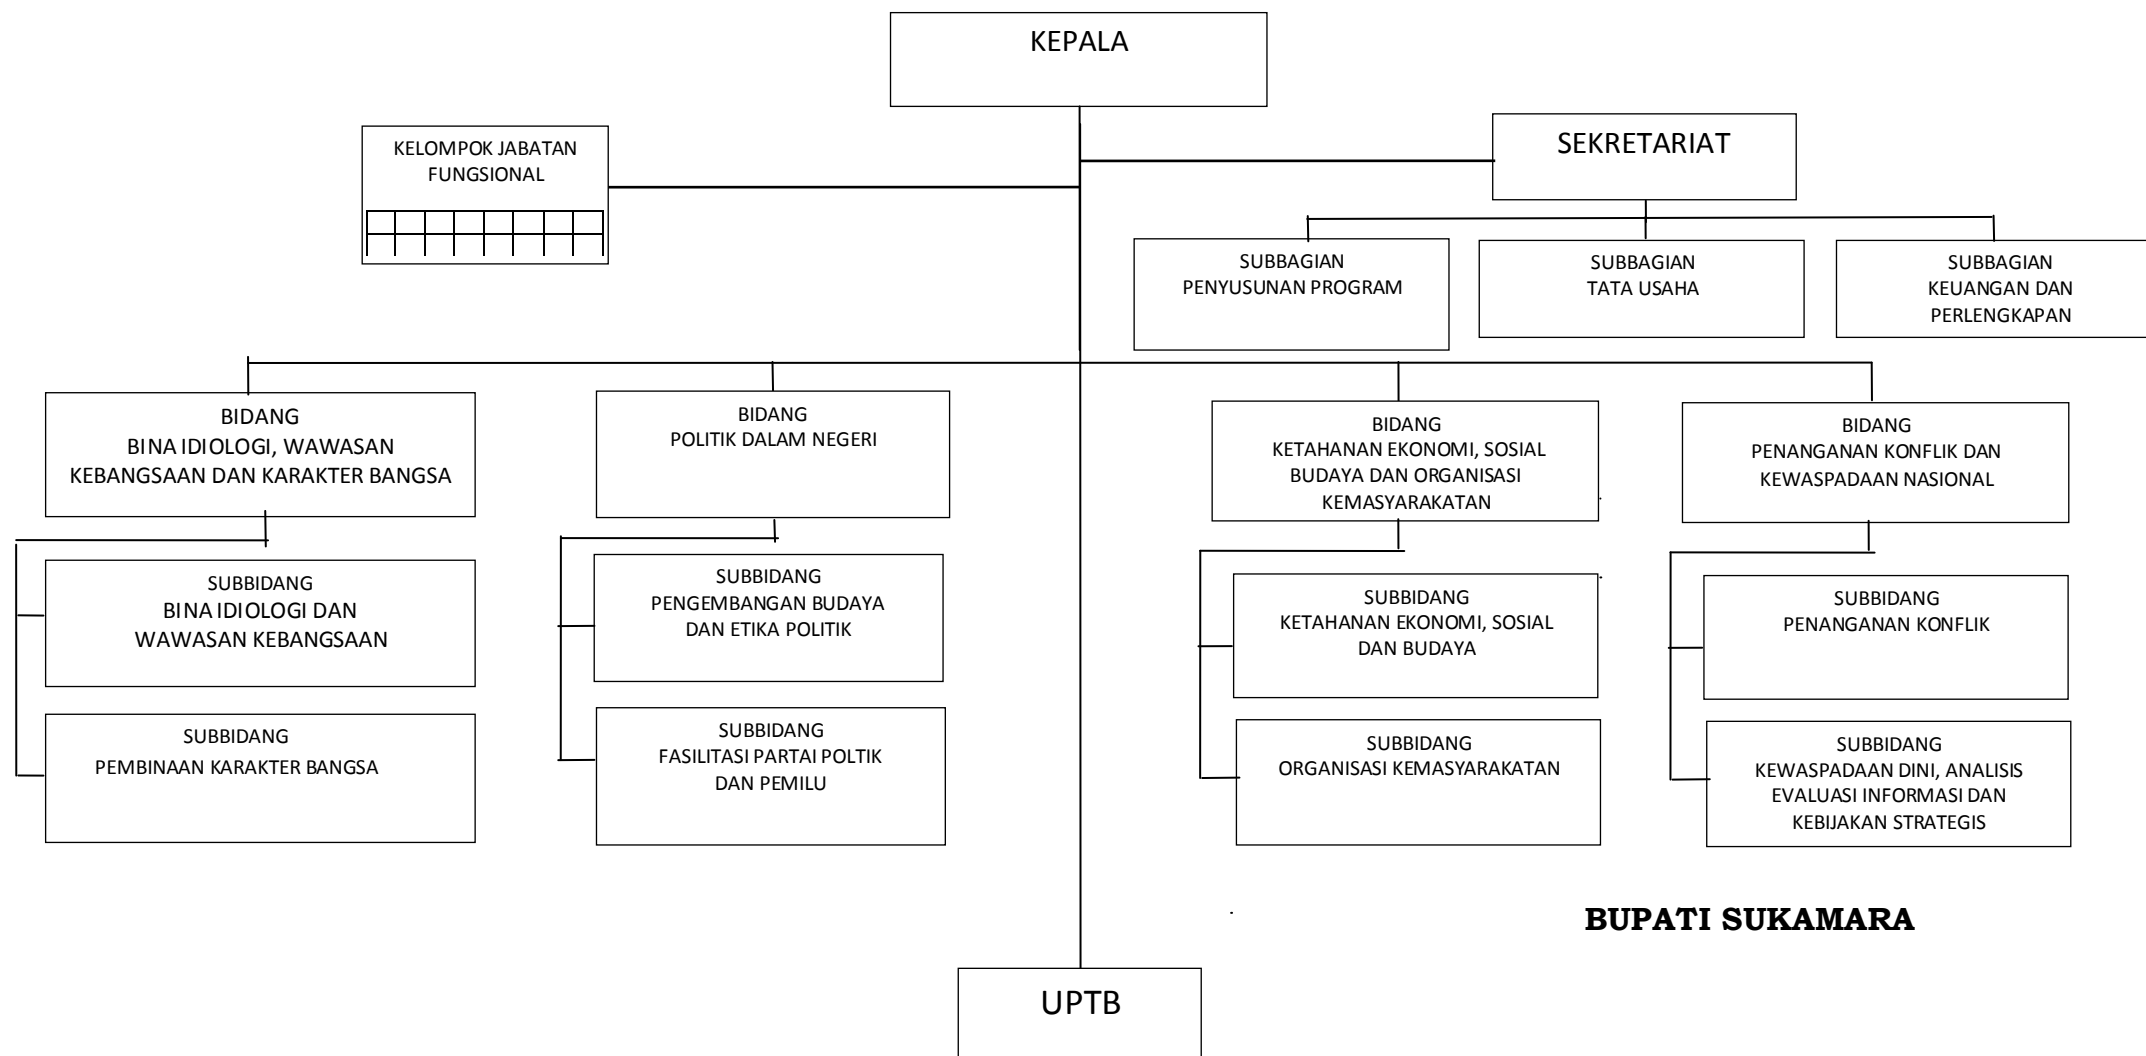 KEPALA
KELOMPOK JABATAN
FUNGSIONAL
SEKRETARIAT
SUBBAGIAN
PENYUSUNAN PROGRAM
SUBBAGIAN
TATA USAHA
SUBBAGIAN
KEUANGAN DAN
PERLENGKAPAN
BIDANG
BINA IDIOLOGI, WAWASAN
KEBANGSAAN DAN KARAKTER BANGSA
BIDANG
POLITIK DALAM NEGERI
BIDANG
KETAHANAN EKONOMI, SOSIAL
BUDAYA DAN ORGANISASI
KEMASYARAKATAN
BIDANG
PENANGANAN KONFLIK DAN
KEWASPADAAN NASIONAL
SUBBIDANG
BINA IDIOLOGI DAN
WAWASAN KEBANGSAAN
SUBBIDANG
PENGEMBANGAN BUDAYA
DAN ETIKA POLITIK
SUBBIDANG
KETAHANAN EKONOMI, SOSIAL
DAN BUDAYA
SUBBIDANG
PENANGANAN KONFLIK
SUBBIDANG
PEMBINAAN KARAKTER BANGSA
SUBBIDANG
FASILITASI PARTAI POLTIK
DAN PEMILU
SUBBIDANG
ORGANISASI KEMASYARAKATAN
SUBBIDANG
KEWASPADAAN DINI, ANALISIS
EVALUASI INFORMASI DAN
KEBIJAKAN STRATEGIS
BUPATI SUKAMARA
UPTB